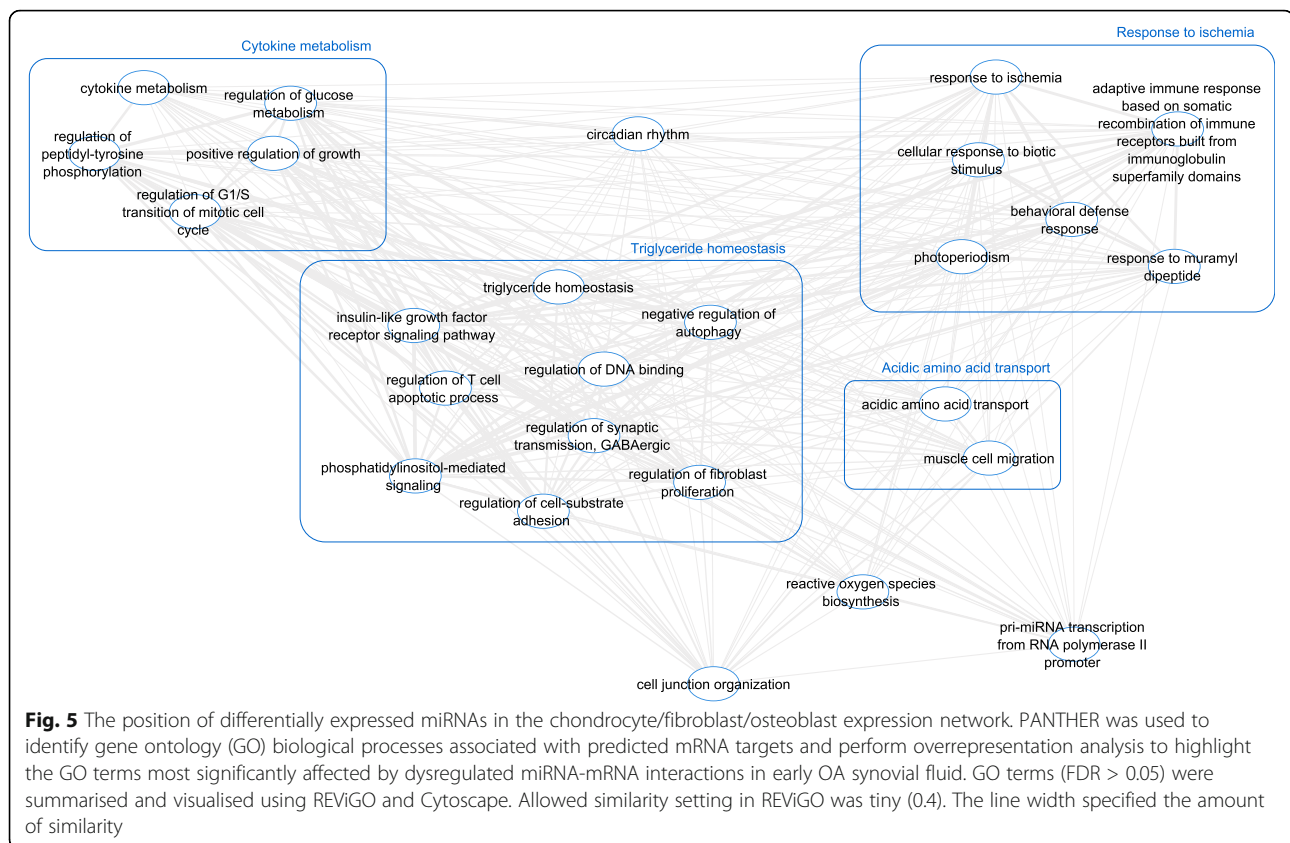 Cytokine metabolism
cytokine metabolism
regulation of glucose
metabolism
regulation of
peptidyl-tyrosine
phosphorylation
positive regulation of growth
regulation of G1/S
transition of mitotic cell
cycle
circadian rhythm
Response to ischemia
response to ischemia
adaptive immune response
based on somatic
recombination of immune
receptors built from
immunoglobulin
superfamily domains
cellular response to biotic
stimulus
behavioral defense
response
photoperiodism
response to muramyl
dipeptide
Triglyceride homeostasis
triglyceride homeostasis
insulin-like growth factor
receptor signaling pathway
negative regulation of
autophagy
regulation of DNA binding
regulation of T cell
apoptotic process
regulation of synaptic
transmission, GABAergic
phosphatidylinositol-mediated
signaling
regulation of fibroblast
proliferation
regulation of cell-substrate
adhesion
Acidic amino acid transport
acidic amino acid transport
muscle cell migration
reactive oxygen species
biosynthesis
pri-miRNA transcription
from RNA polymerase II
promoter
cell junction organization
Fig. 5 The position of differentially expressed miRNAs in the chondrocyte/fibroblast/osteoblast expression network. PANTHER was used to
identify gene ontology (GO) biological processes associated with predicted mRNA targets and perform overrepresentation analysis to highlight
the GO terms most significantly affected by dysregulated miRNA-mRNA interactions in early OA synovial fluid. GO terms (FDR > 0.05) were
summarised and visualised using REViGO and Cytoscape. Allowed similarity setting in REViGO was tiny (0.4). The line width specified the amount
of similarity